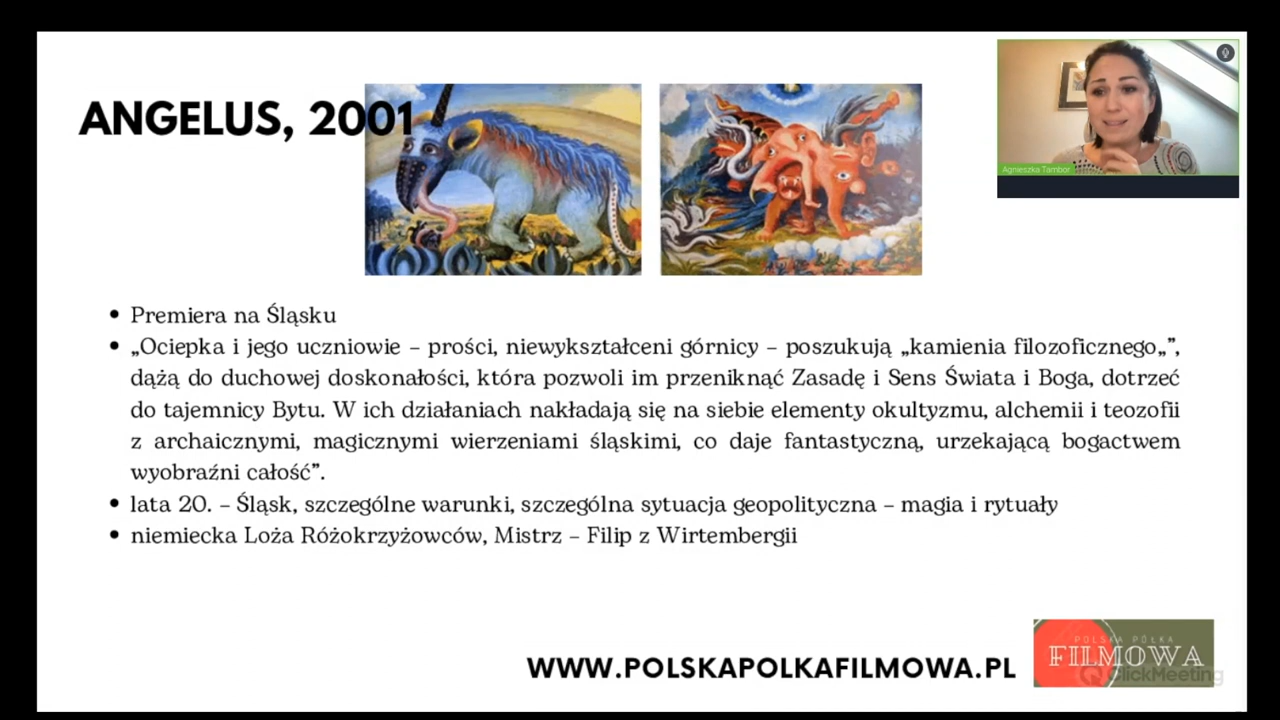 ANGELUS, 2001
Agnieszka Tambor
• Premiera na Śląsku
• „Ociepka i jego uczniowie – prości, niewykształceni górnicy – poszukują „kamienia filozoficznego„”,
dążą do duchowej doskonałości, która pozwoli im przeniknąć Zasadę i Sens Świata i Boga, dotrzeć
do tajemnicy Bytu. W ich działaniach nakładają się na siebie elementy okultyzmu, alchemii i teozofii
z archaicznymi, magicznymi wierzeniami śląskimi, co daje fantastyczną, urzekającą bogactwem
wyobraźni całość”.
• lata 20. – Śląsk, szczególne warunki, szczególna sytuacja geopolityczna – magia i rytuały
• niemiecka Loża Różokrzyżowców, Mistrz – Filip z Wirtembergii
WWW.POLSKAPOLKAFILMOWA.PL
POLSKA PÓŁKA
FILMOWA
ClickMeeting